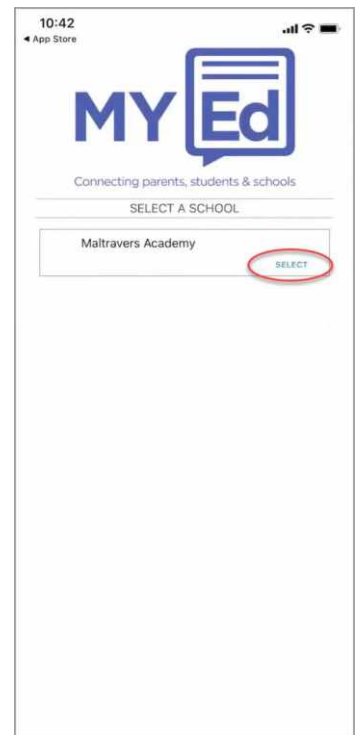 10:42
◀ App Store
MY Ed
Connecting parents, students & schools
SELECT A SCHOOL
Maltravers Academy
SELECT